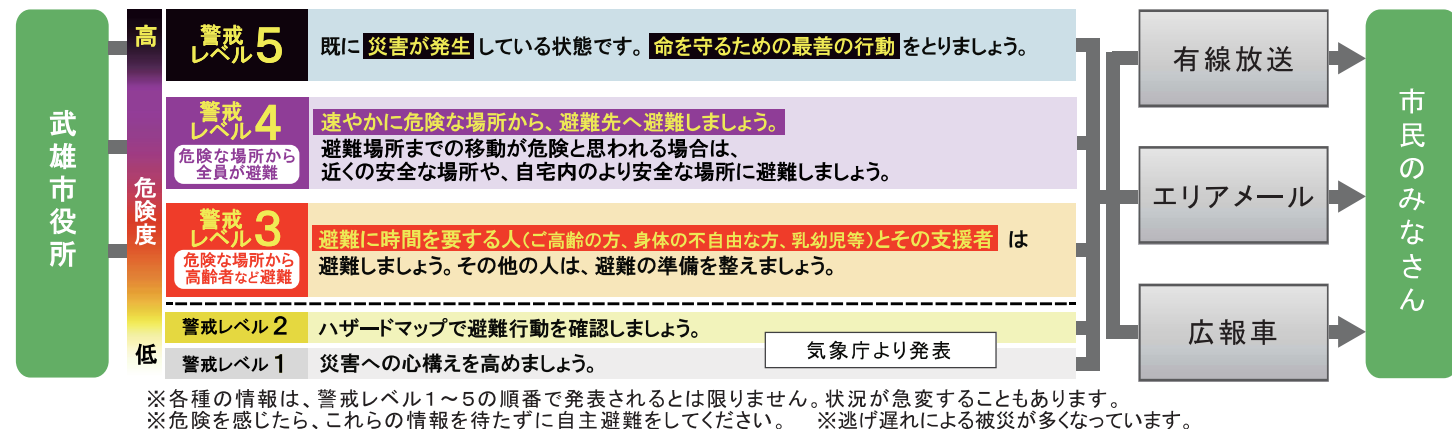 武雄市役所
高
危険度
低
警戒
レベル5
既に災害が発生している状態です。命を守るための最善の行動をとりましょう。
警戒
レベル4
危険な場所から
全員が避難
速やかに危険な場所から、避難先へ避難しましょう。
避難場所までの移動が危険と思われる場合は、
近くの安全な場所や、自宅内のより安全な場所に避難しましょう。
警戒
レベル3
危険な場所から
高齢者など避難
避難に時間を要する人(ご高齢の方、身体の不自由な方、乳幼児等)とその支援者は
避難しましょう。その他の人は、避難の準備を整えましょう。
警戒レベル2
ハザードマップで避難行動を確認しましょう。
警戒レベル1
災害への心構えを高めましょう。
気象庁より発表
有線放送
エリアメール
広報車
市民のみなさん
※各種の情報は、警戒レベル1~5の順番で発表されるとは限りません。状況が急変することもあります。
※危険を感じたら、これらの情報を待たずに自主避難をしてください。 ※逃げ遅れによる被災が多くなっています。